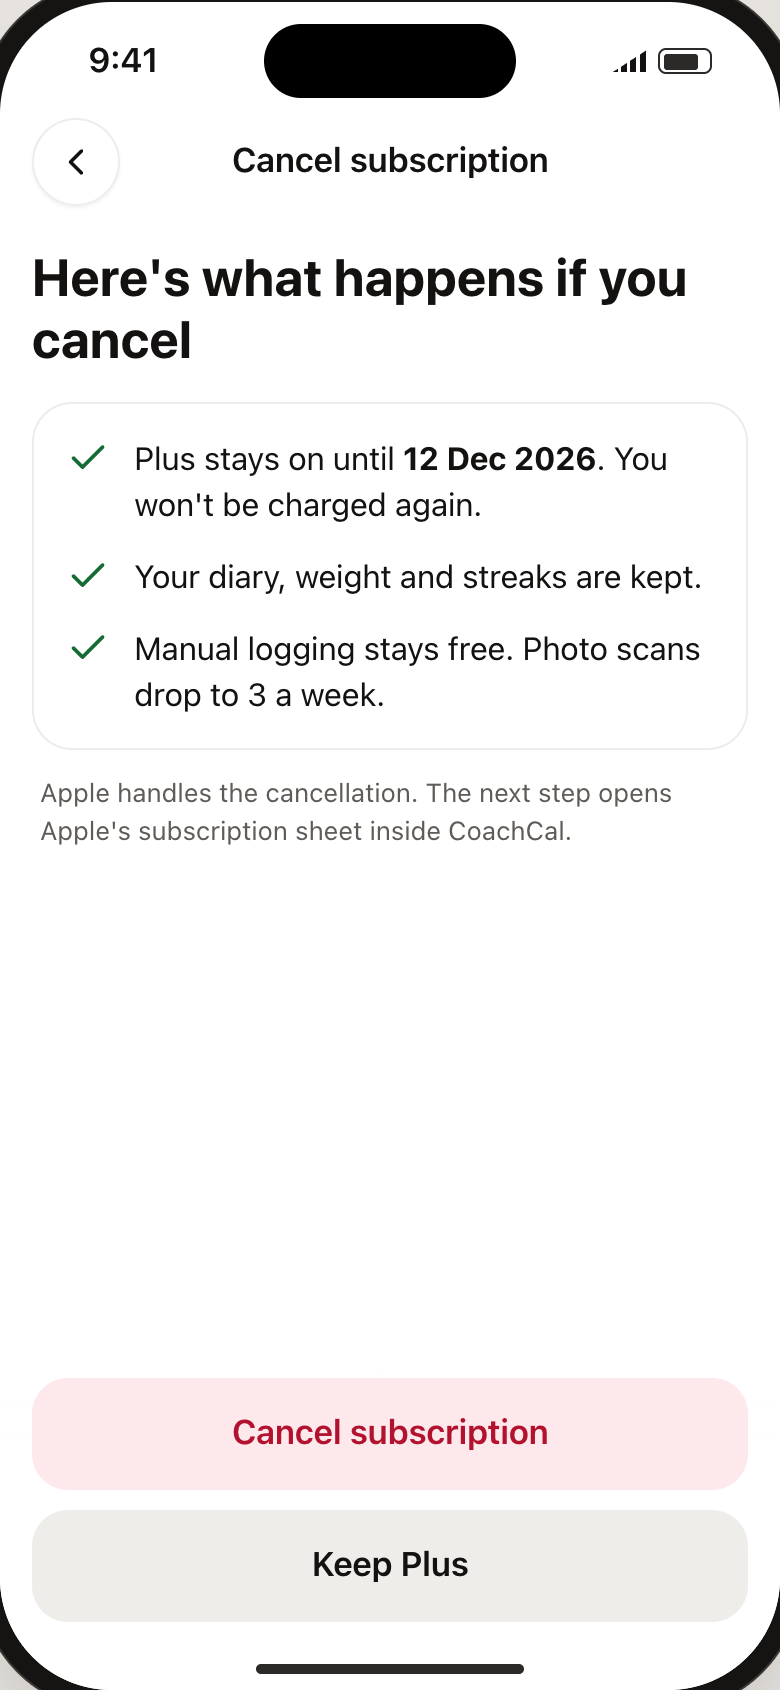 9:41
Cancel subscription
Here's what happens if you
cancel
Plus stays on until 12 Dec 2026. You
won't be charged again.
Your diary, weight and streaks are kept.
Manual logging stays free. Photo scans
drop to 3 a week.
Apple handles the cancellation. The next step opens
Apple's subscription sheet inside CoachCal.
Cancel subscription
Keep Plus